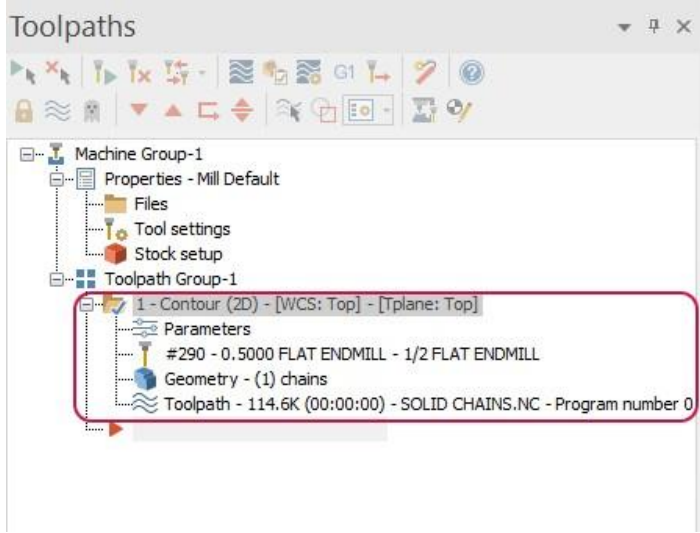 Toolpaths
G1
Machine Group-1
Properties - Mill Default
Files
Tool settings
Stock setup
Toolpath Group-1
1 - Contour (2D) - [WCS: Top] - [Tplane: Top]
Parameters
#290 - 0.5000 FLAT ENDMILL - 1/2 FLAT ENDMILL
Geometry - (1) chains
Toolpath - 114.6K (00:00:00) - SOLID CHAINS.NC - Program number 0